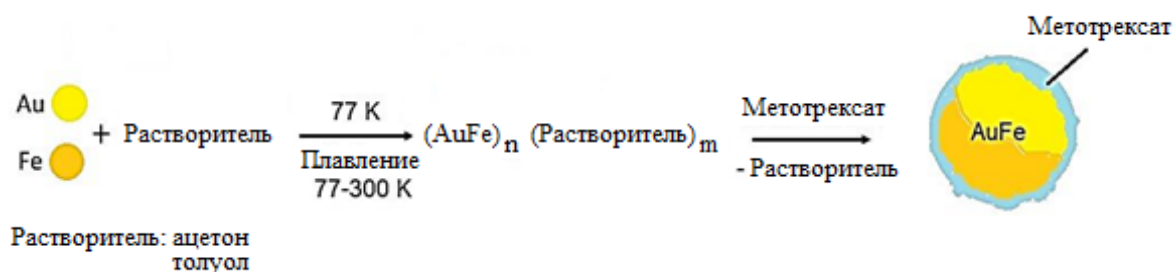 Метотрексат
Au
Fe
+ Растворитель
77 K
Плавление
77-300 K
(AuFe)n (Растворитель)m
Метотрексат
- Растворитель
AuFe
Растворитель: ацетон
толуол